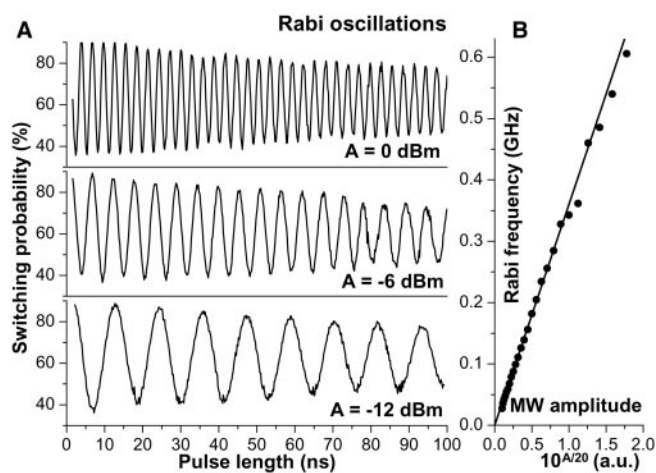 A
Rabi oscillations
B
Switching probability (%)
80
60
40
A = 0 dBm
80
60
40
A = -6 dBm
80
60
40
A = -12 dBm
0 10 20 30 40 50 60 70 80 90 100
Pulse length (ns)
Rabi frequency (GHz)
0.6
0.5
0.4
0.3
0.2
0.1
0.0
MW amplitude
0.0 0.5 1.0 1.5 2.0
10^A/20 (a.u.)